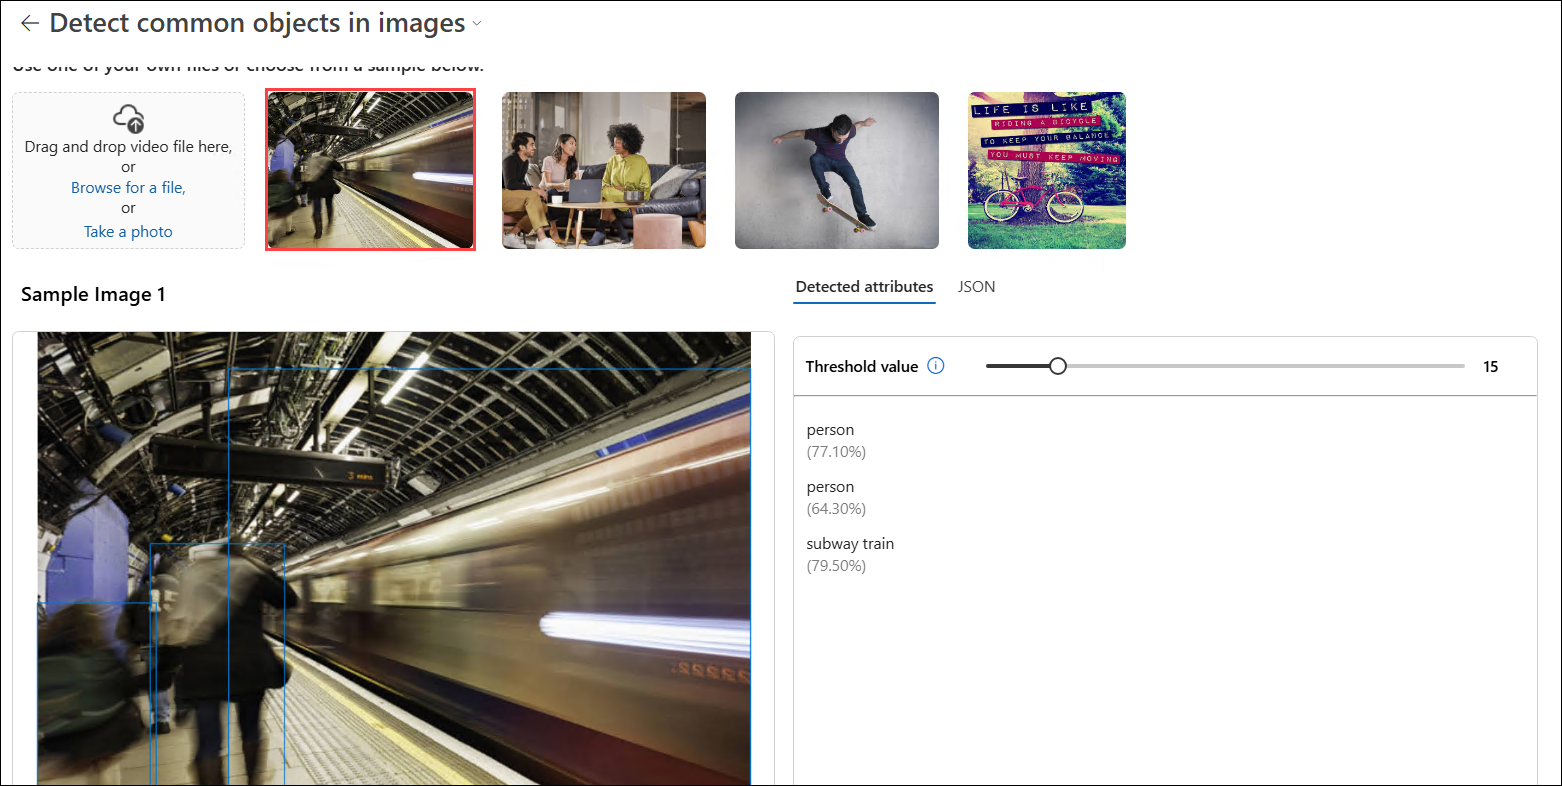 Detect common objects in images
Use one of your own files or choose from a sample below.
Drag and drop video file here,
or
Browse for a file,
or
Take a photo
LIFE IS LIKE
RIDING A BICYCLE
TO KEEP YOUR BALANCE
YOU MUST KEEP MOVING
Sample Image 1
Detected attributes
JSON
Threshold value
15
person
(77.10%)
person
(64.30%)
subway train
(79.50%)
3 mins